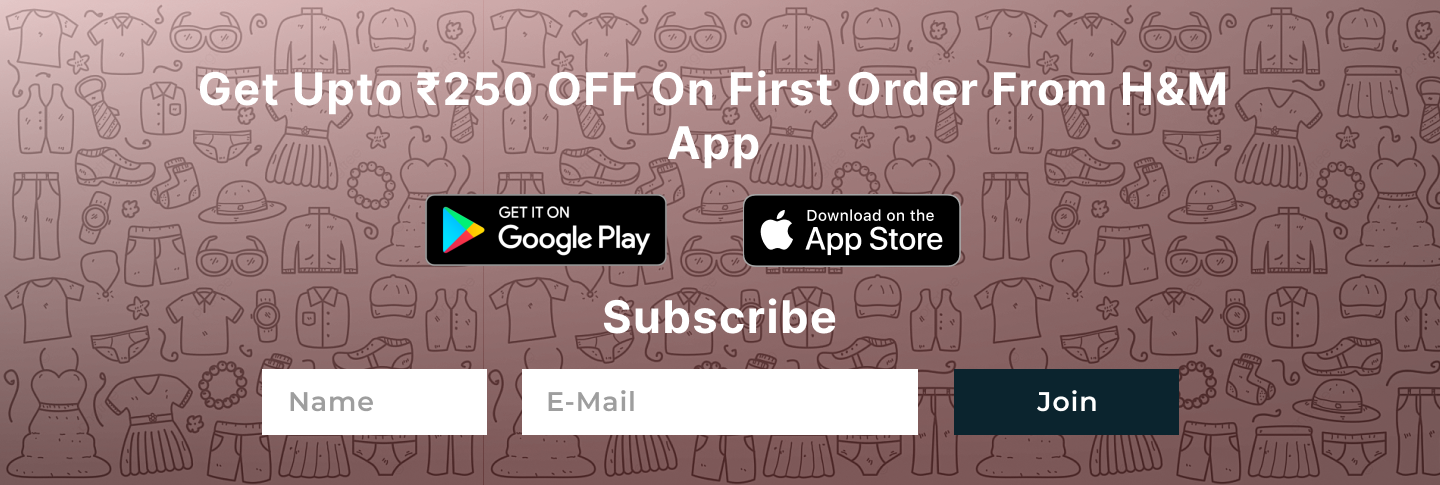 Get Upto ₹250 OFF On First Order From H&M
App
GET IT ON
Google Play
Download on the
App Store
Subscribe
Name
E-Mail
Join